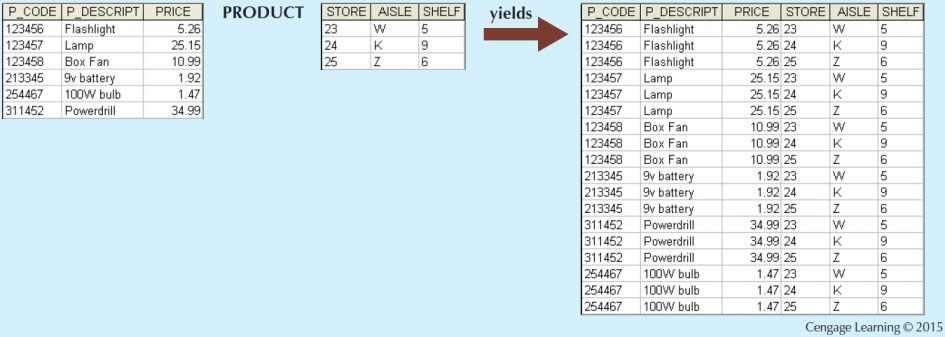 P_CODE P_DESCRIPT PRICE
123456 Flashlight 5.26
123457 Lamp 25.15
123458 Box Fan 10.99
213345 9v battery 1.92
254467 100W bulb 1.47
311452 Powerdrill 34.99
PRODUCT
STORE AISLE SHELF
23 W 5
24 K 9
25 Z 6
yields
P_CODE P_DESCRIPT PRICE STORE AISLE SHELF
123456 Flashlight 5.26 23 W 5
123456 Flashlight 5.26 24 K 9
123456 Flashlight 5.26 25 Z 6
123457 Lamp 25.15 23 W 5
123457 Lamp 25.15 24 K 9
123457 Lamp 25.15 25 Z 6
123458 Box Fan 10.99 23 W 5
123458 Box Fan 10.99 24 K 9
123458 Box Fan 10.99 25 Z 6
213345 9v battery 1.92 23 W 5
213345 9v battery 1.92 24 K 9
213345 9v battery 1.92 25 Z 6
311452 Powerdrill 34.99 23 W 5
311452 Powerdrill 34.99 24 K 9
311452 Powerdrill 34.99 25 Z 6
254467 100W bulb 1.47 23 W 5
254467 100W bulb 1.47 24 K 9
254467 100W bulb 1.47 25 Z 6
Cengage Learning © 2015